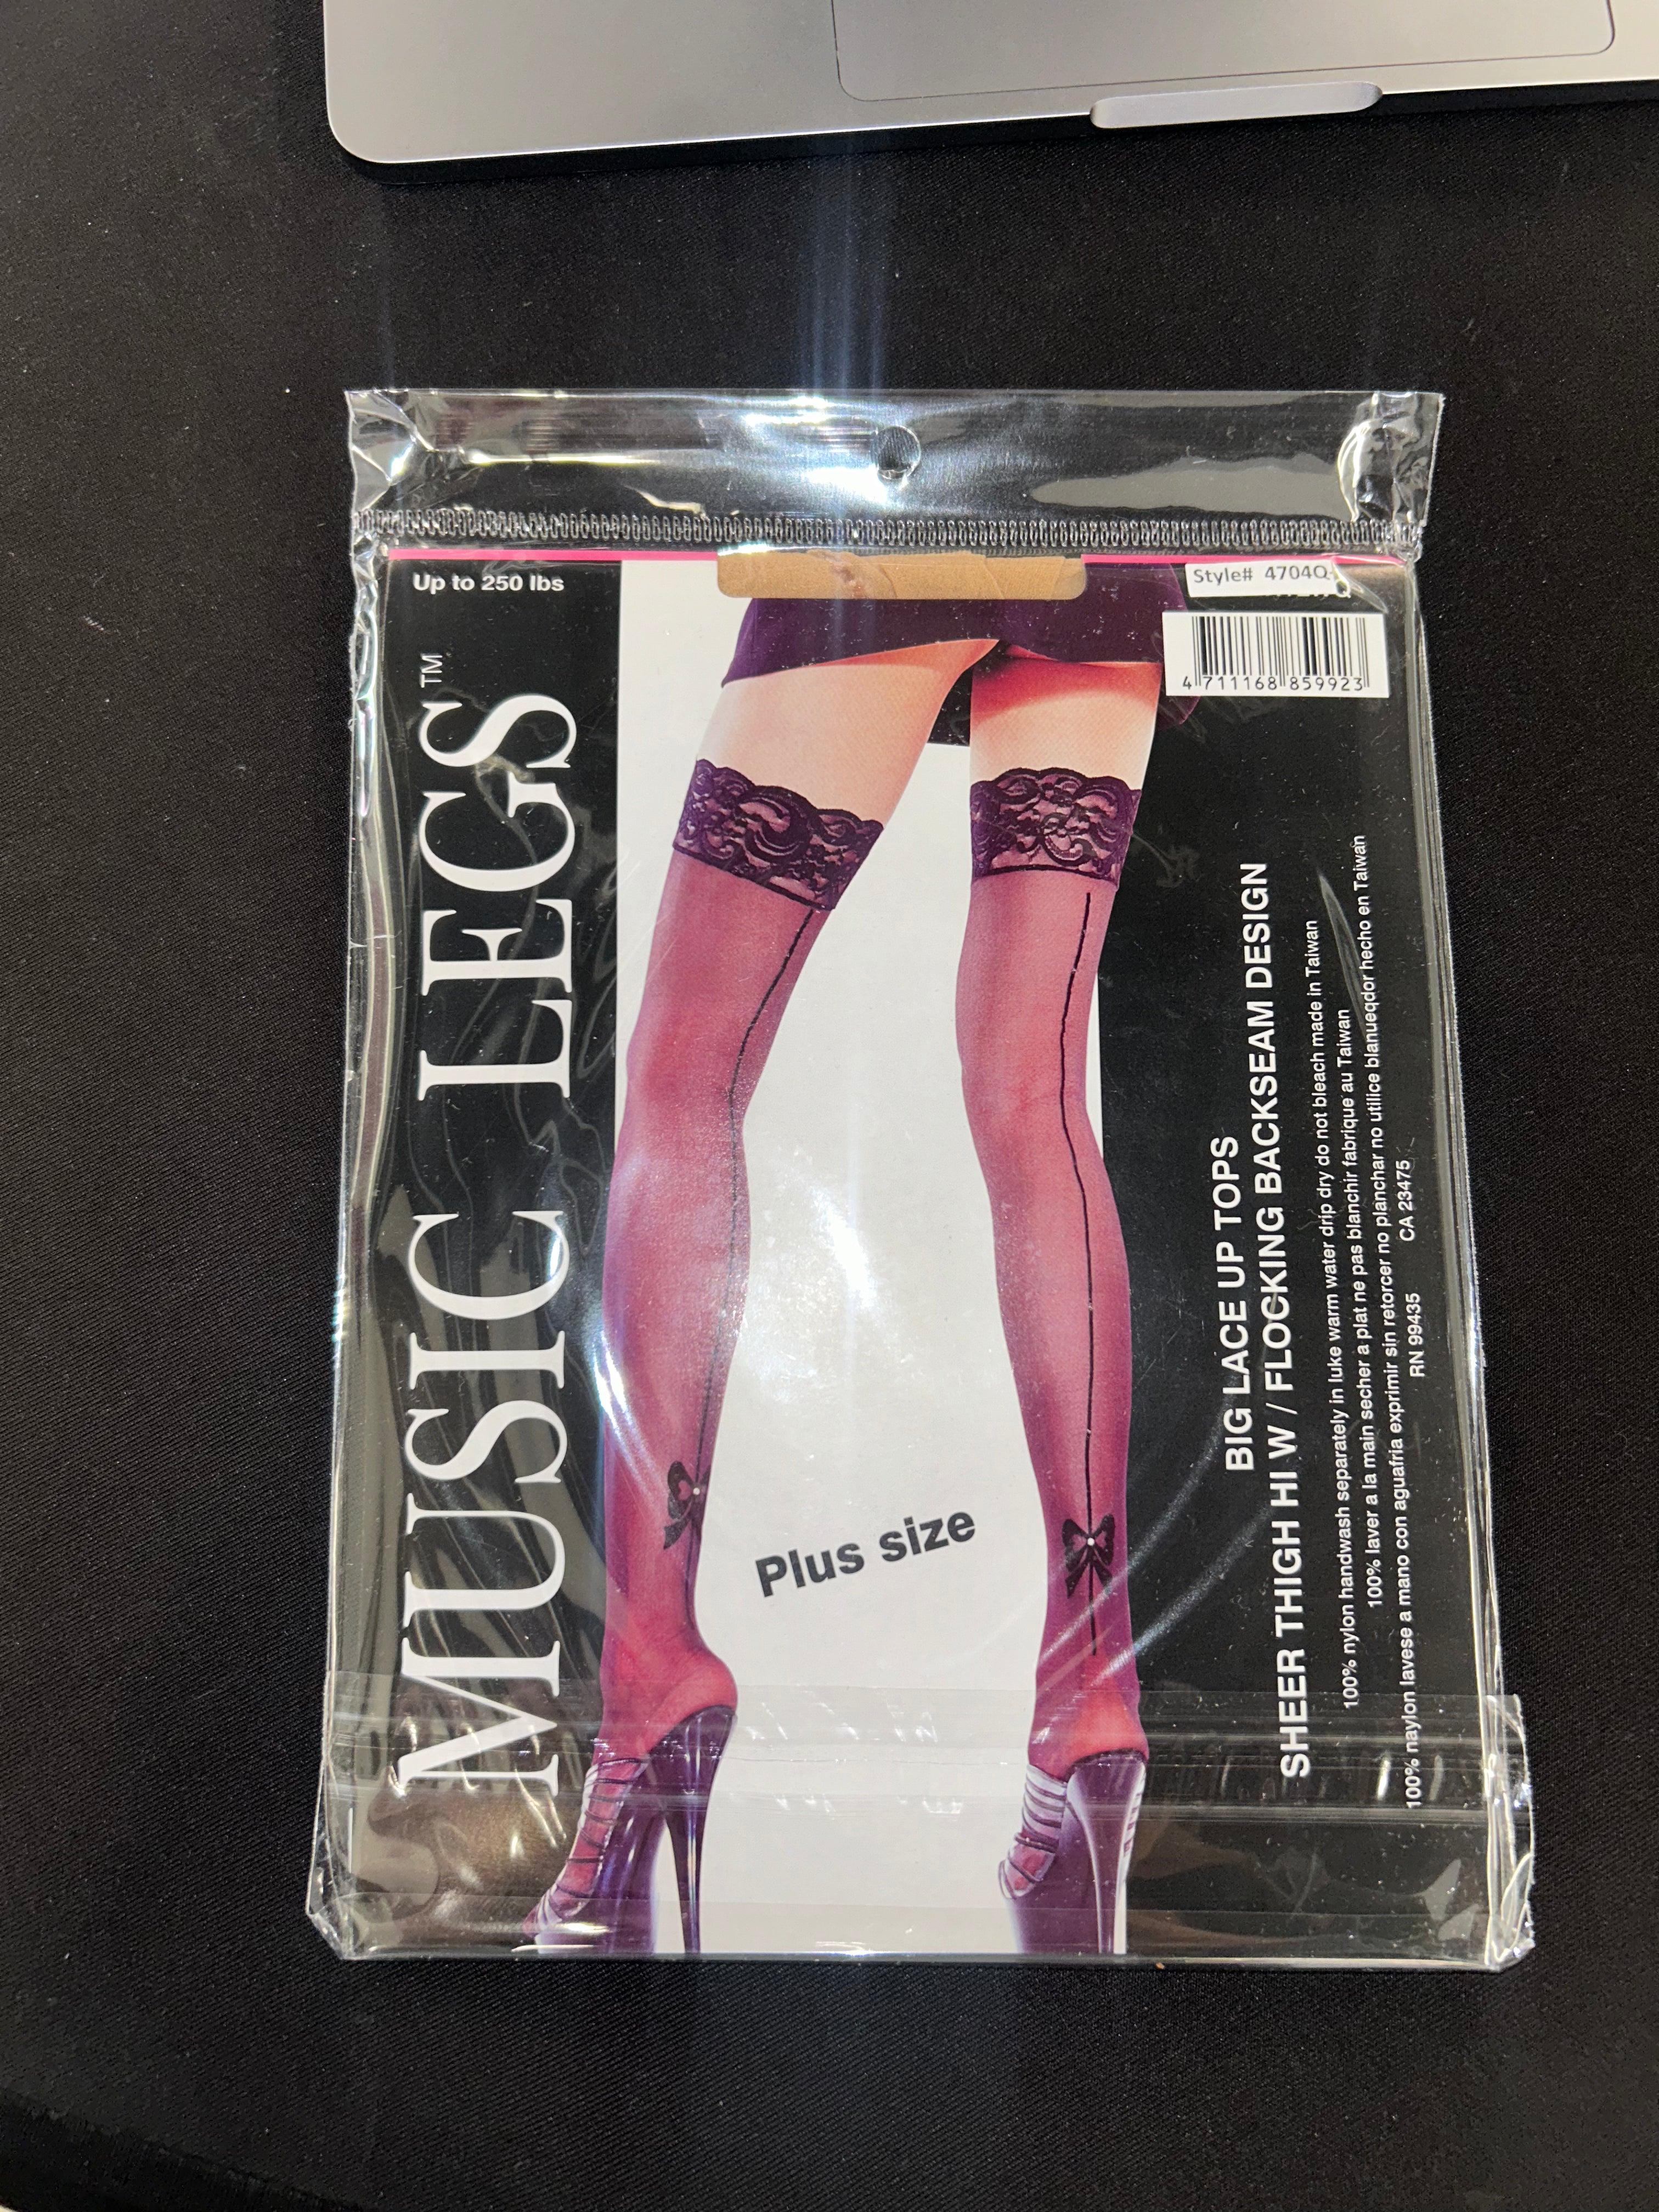 Up to 250 lbs
Style# 4704Q
4 711168 859923
MUSIC LEGS™
Plus size
BIG LACE UP TOPS
SHEER THIGH HI W / FLOCKING BACKSEAM DESIGN
100% nylon handwash separately in luke warm water drip dry do not bleach made in Taiwan
100% laver a la main secher a plat ne pas blanchir fabrique au Taiwan
100% naylon lavese a mano con aguafria exprimir sin retorcer no planchar no utilice blanueqdor hecho en Taiwan
RN 99435 CA 23475